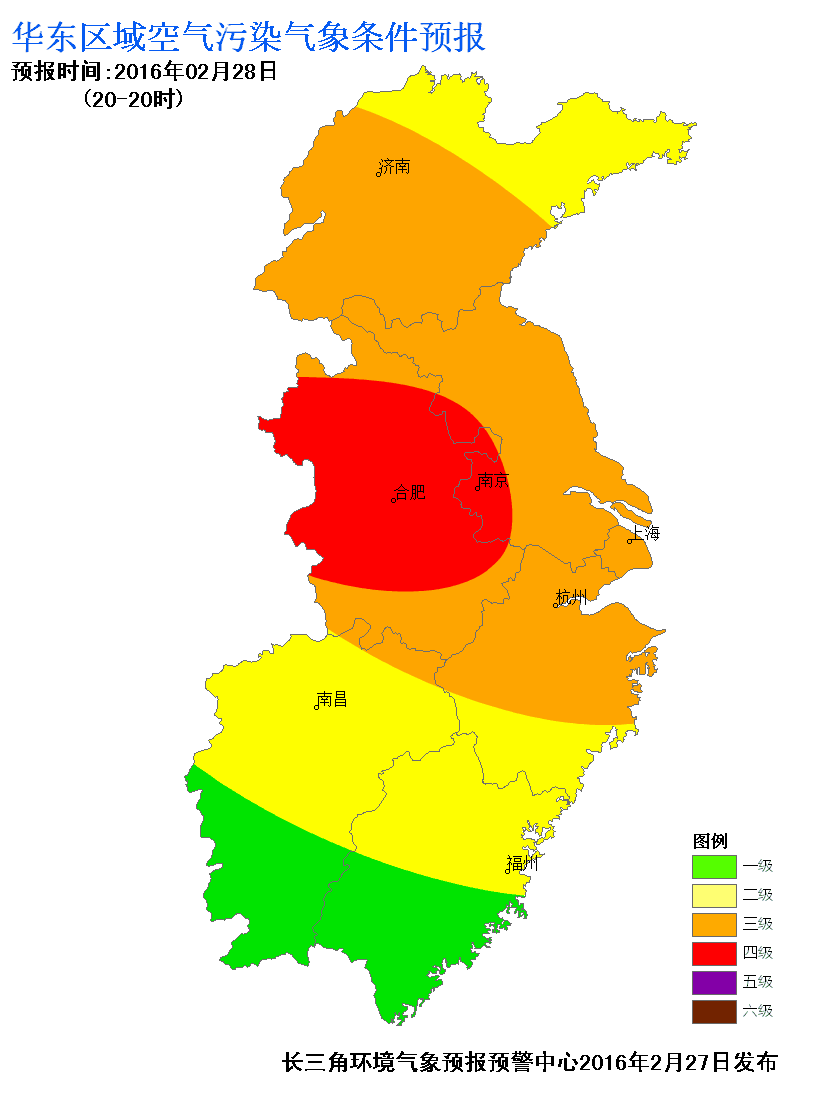 华东区域空气污染气象条件预报
预报时间:2016年02月28日
(20-20时)
济南
南京
合肥
上海
杭州
南昌
福州
图例
一级
二级
三级
四级
五级
六级
长三角环境气象预报预警中心2016年2月27日发布